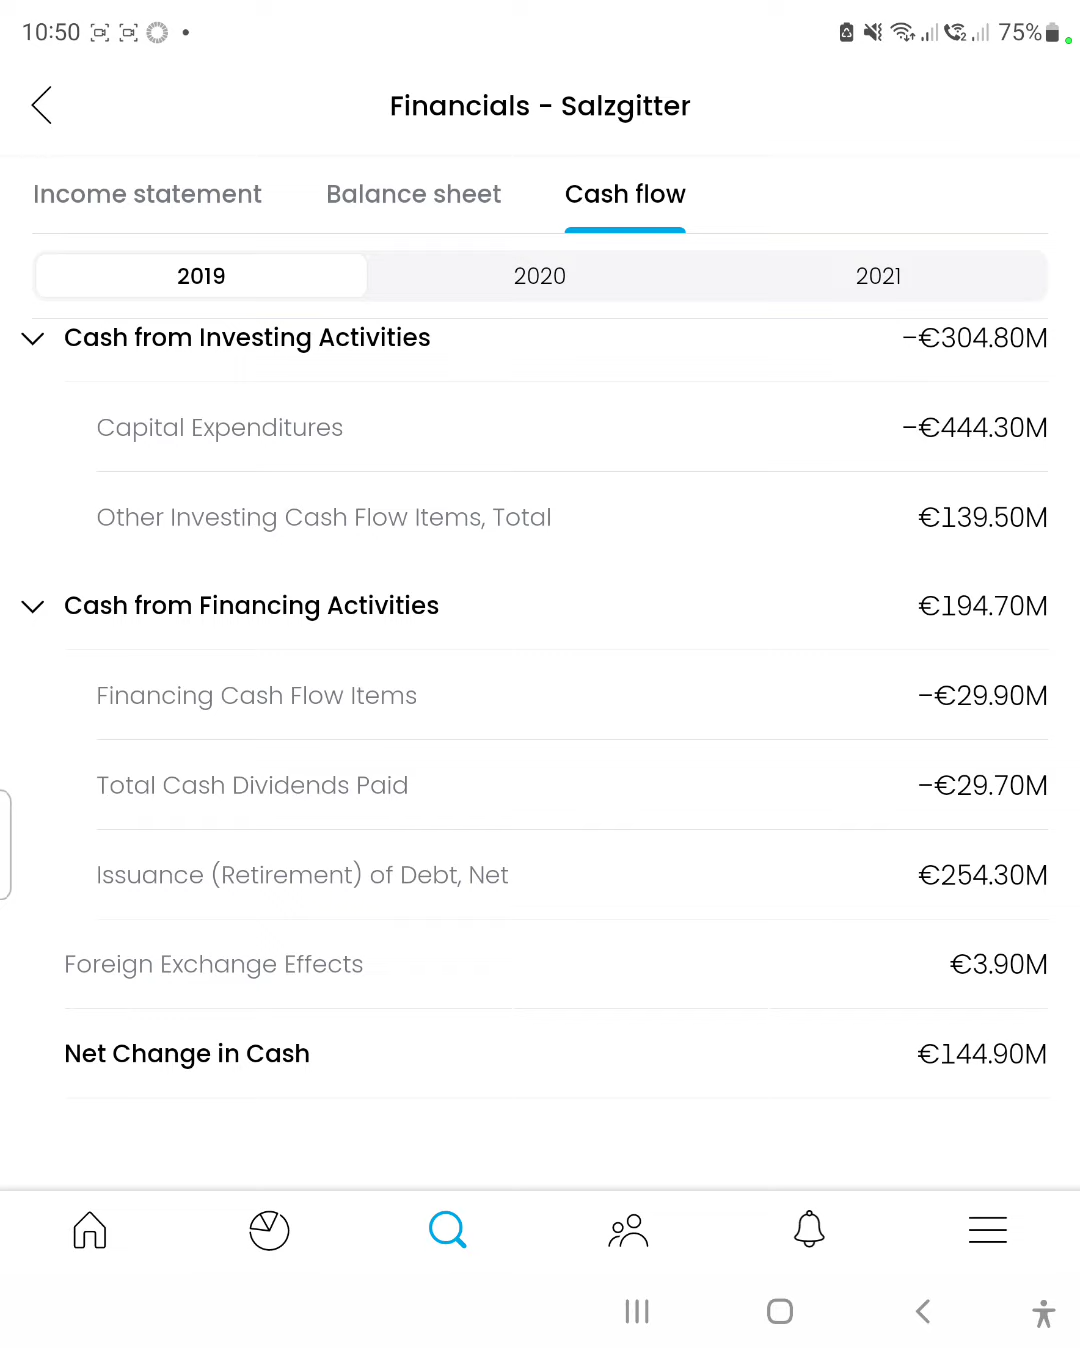 10:50
75%
Financials - Salzgitter
Income statement Balance sheet Cash flow
2019 2020 2021
Cash from Investing Activities -€304.80M
Capital Expenditures -€444.30M
Other Investing Cash Flow Items, Total €139.50M
Cash from Financing Activities €194.70M
Financing Cash Flow Items -€29.90M
Total Cash Dividends Paid -€29.70M
Issuance (Retirement) of Debt, Net €254.30M
Foreign Exchange Effects €3.90M
Net Change in Cash €144.90M